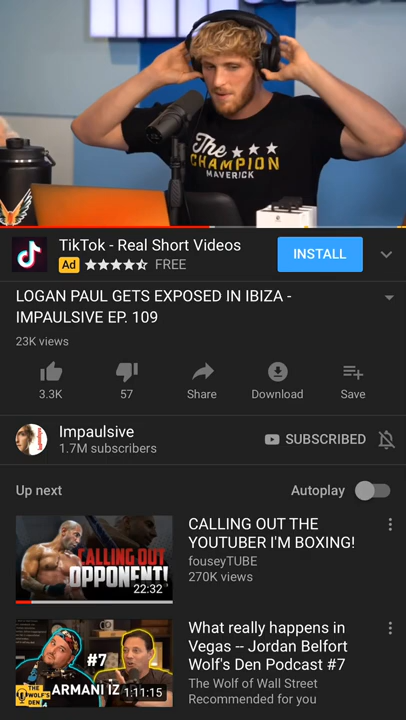 The
CHAMPION
MAVERICK
TikTok - Real Short Videos
Ad FREE
INSTALL
LOGAN PAUL GETS EXPOSED IN IBIZA -
IMPAULSIVE EP. 109
23K views
3.3K
57
Share
Download
Save
Impaulsive
1.7M subscribers
SUBSCRIBED
Up next
Autoplay
CALLING OUT
OPPONENT!
22:32
CALLING OUT THE
YOUTUBER I'M BOXING!
fouseyTUBE
270K views
#7
THE
WOLF'S
DEN
ARMANI IZ
1:11:15
What really happens in
Vegas -- Jordan Belfort
Wolf's Den Podcast #7
The Wolf of Wall Street
Recommended for you